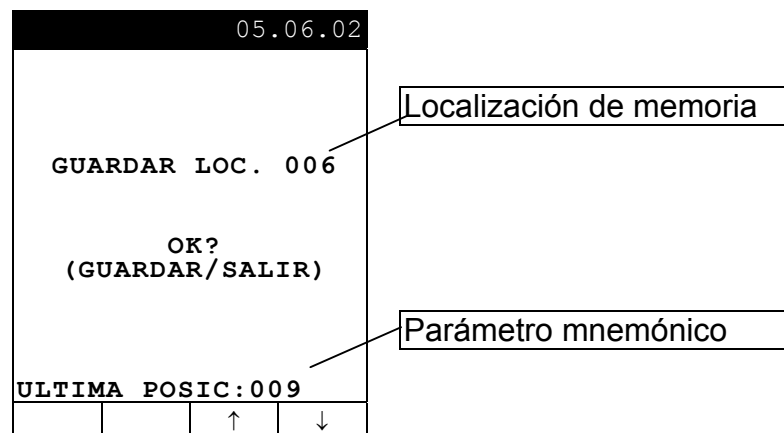 05.06.02
Localización de memoria
GUARDAR LOC. 006
OK?
(GUARDAR/SALIR)
Parámetro mnemónico
ULTIMA POSIC:009
↑ ↓